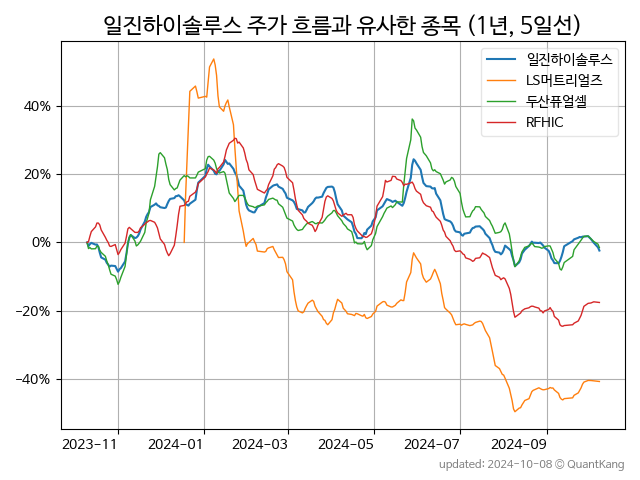 일진하이솔루스 주가 흐름과 유사한 종목 (1년, 5일선)
일진하이솔루스
LS머트리얼즈
두산퓨얼셀
RFHIC
40%
20%
0%
−20%
−40%
2023-11 2024-01 2024-03 2024-05 2024-07 2024-09
updated: 2024-10-08 © QuantKang